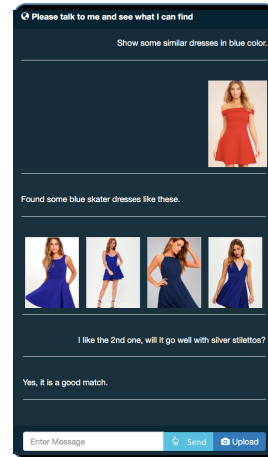 Please talk to me and see what I can find
Show some similar dresses in blue color.
Found some blue skater dresses like these.
I like the 2nd one, will it go well with silver stilettos?
Yes, it is a good match.
Enter Message
Send
Upload